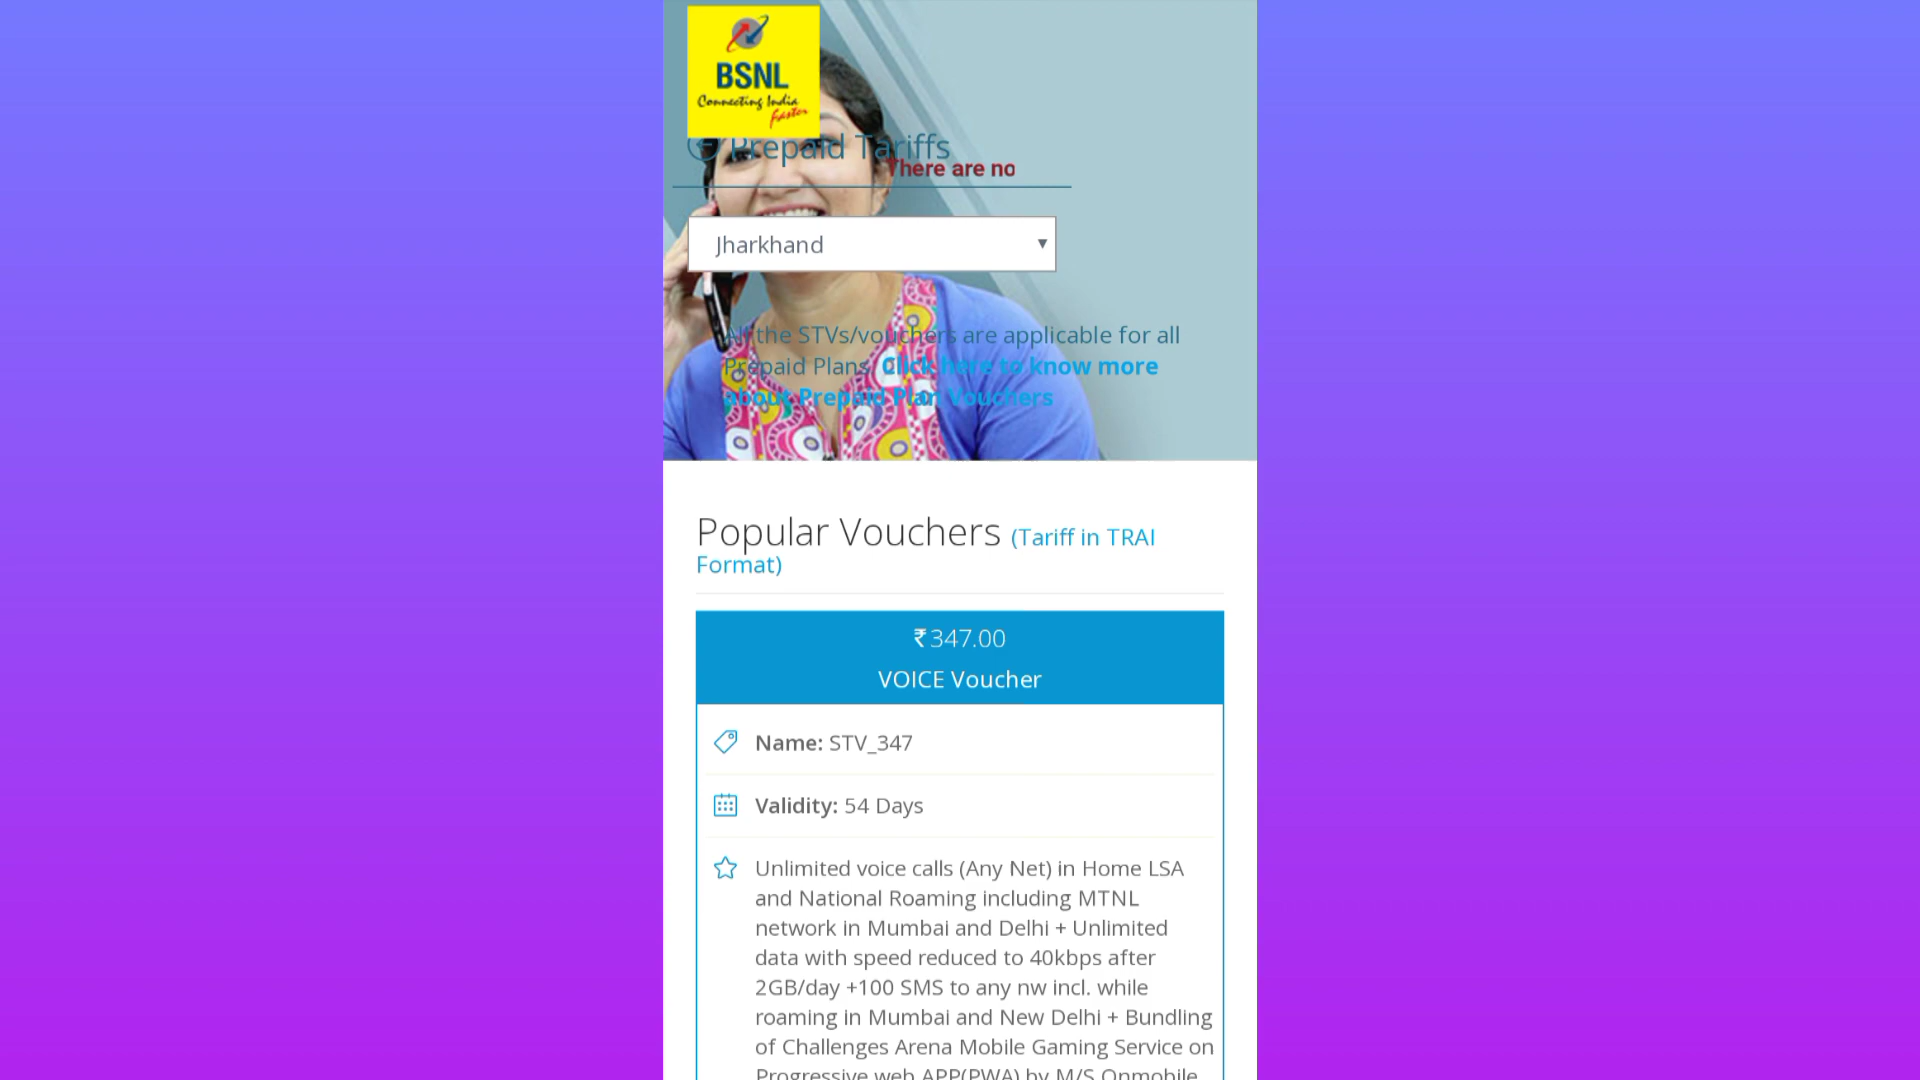 BSNL
Connecting India
Faster
Prepaid Tariffs
There are no
Jharkhand
All the STVs/vouchers are applicable for all
Prepaid Plans. Click here to know more
about Prepaid Plan Vouchers
Popular Vouchers (Tariff in TRAI
Format)
₹347.00
VOICE Voucher
Name: STV_347
Validity: 54 Days
Unlimited voice calls (Any Net) in Home LSA
and National Roaming including MTNL
network in Mumbai and Delhi + Unlimited
data with speed reduced to 40kbps after
2GB/day +100 SMS to any nw incl. while
roaming in Mumbai and New Delhi + Bundling
of Challenges Arena Mobile Gaming Service on
Progressive web APP(PWA) by M/S Onmobile